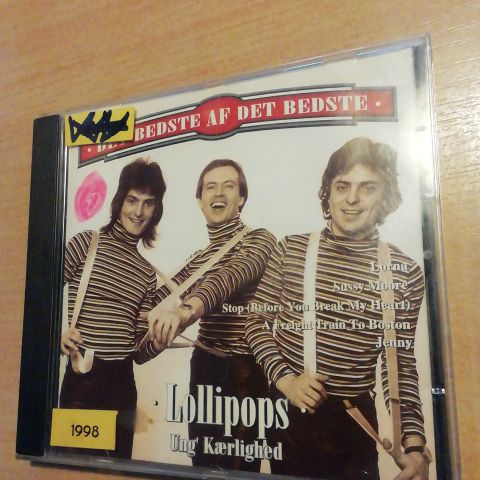 BEDSTE AF DET BEDSTE ·
Lorna
Sussy Moore
Stop (Before You Break My Heart)
A Freight Train To Boston
Jenny
· Lollipops ·
Ung Kærlighed
1998